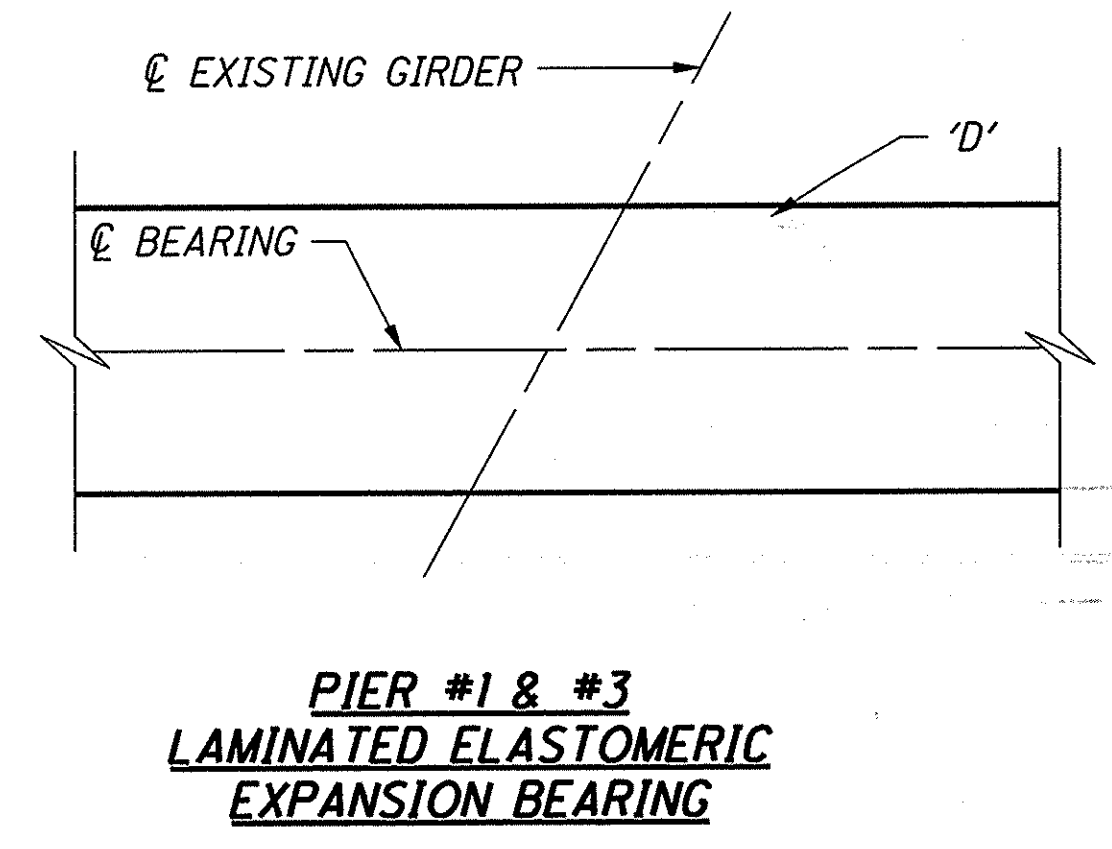 ℄ EXISTING GIRDER
'D'
℄ BEARING
PIER #1 & #3
LAMINATED ELASTOMERIC
EXPANSION BEARING